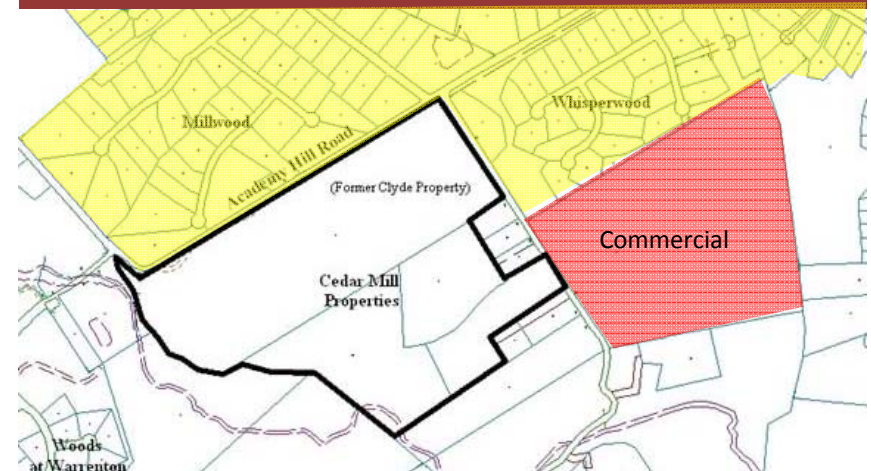 Millwood
Whisperwood
Academy Hill Road
(Former Clyde Property)
Commercial
Cedar Mill
Properties
Woods
at Warrenton